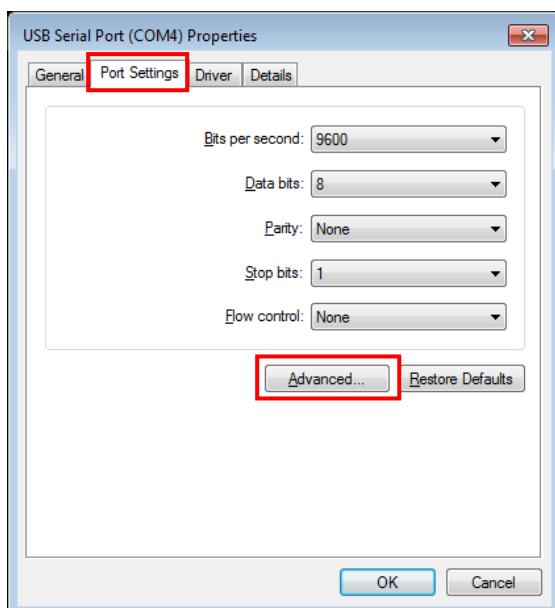 USB Serial Port (COM4) Properties
General Port Settings Driver Details
Bits per second: 9600
Data bits: 8
Parity: None
Stop bits: 1
Flow control: None
Advanced... Restore Defaults
OK Cancel